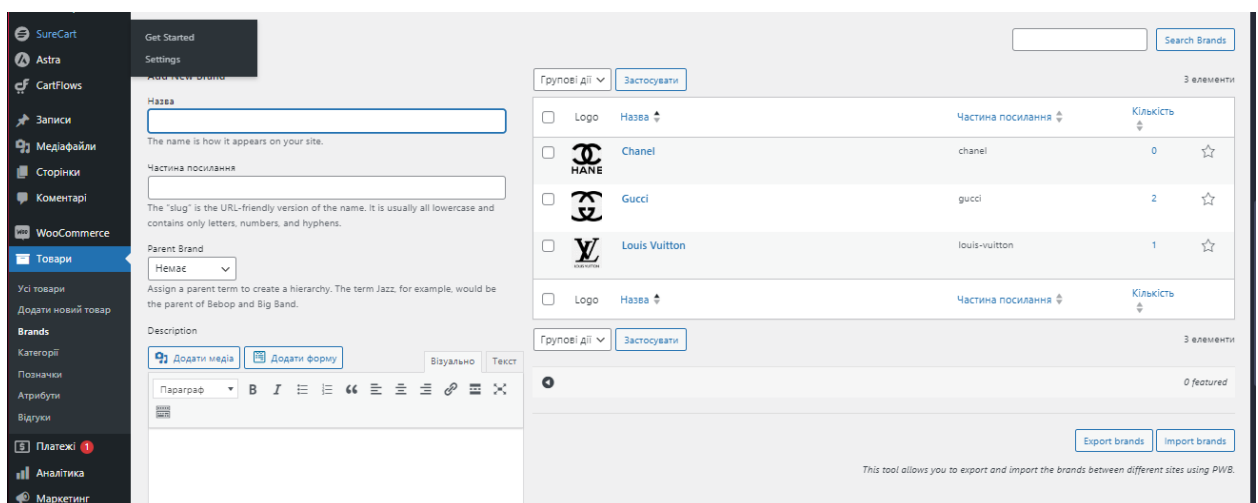 SureCart
Astra
CartFlows
Записи
Медіафайли
Сторінки
Коментарі
WooCommerce
Товари
Усі товари
Додати новий товар
Brands
Категорії
Позначки
Атрибути
Відгуки
Платежі 1
Аналітика
Маркетинг
Get Started
Settings
Add New Brand
Назва
The name is how it appears on your site.
Частина посилання
The "slug" is the URL-friendly version of the name. It is usually all lowercase and
contains only letters, numbers, and hyphens.
Parent Brand
Немає
Assign a parent term to create a hierarchy. The term Jazz, for example, would be
the parent of Bebop and Big Band.
Description
Додати медіа Додати форму Візуально Текст
Параграф B I
Search Brands
Групові дії Застосувати 3 елементи
Logo Назва Частина посилання Кількість
HANE Chanel chanel 0
Gucci gucci 2
LOUIS VUITTON Louis Vuitton louis-vuitton 1
Logo Назва Частина посилання Кількість
Групові дії Застосувати 3 елементи
0 featured
Export brands Import brands
This tool allows you to export and import the brands between different sites using PWB.